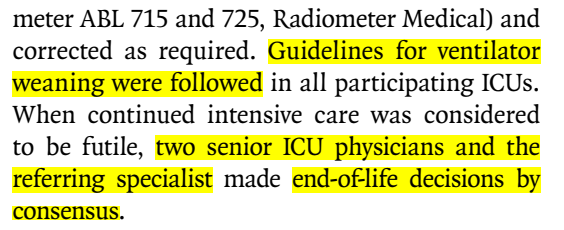 meter ABL 715 and 725, Radiometer Medical) and
corrected as required. Guidelines for ventilator
weaning were followed in all participating ICUs.
When continued intensive care was considered
to be futile, two senior ICU physicians and the
referring specialist made end-of-life decisions by
consensus.